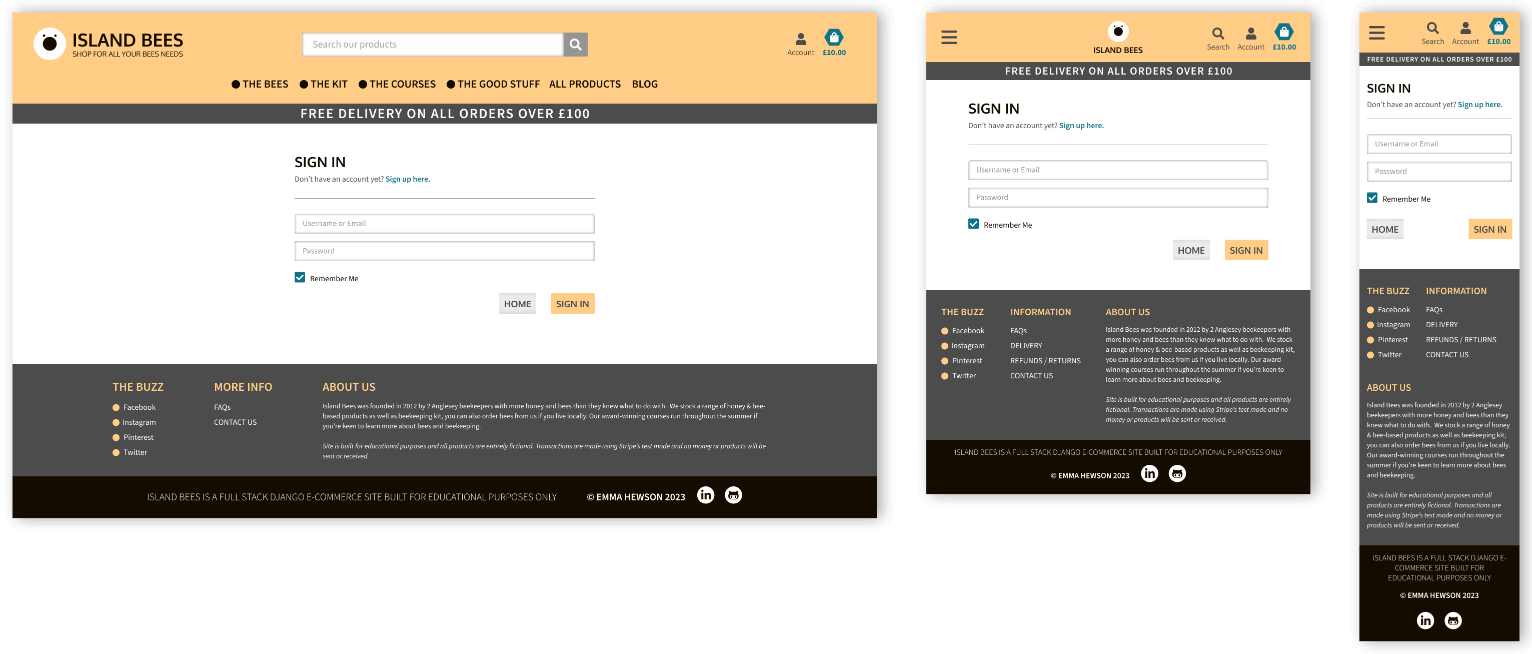 ISLAND BEES
SHOP FOR ALL YOUR BEES NEEDS
Search our products
Account
£10.00
THE BEES THE KIT THE COURSES THE GOOD STUFF ALL PRODUCTS BLOG
FREE DELIVERY ON ALL ORDERS OVER £100
SIGN IN
Don't have an account yet? Sign up here.
Username or Email
Password
Remember Me
HOME SIGN IN
THE BUZZ
Facebook
Instagram
Pinterest
Twitter
MORE INFO
FAQs
CONTACT US
ABOUT US
Island Bees was founded in 2012 by 2 Anglesey beekeepers with more honey and bees than they knew what to do with. We stock a range of honey & bee-
based products as well as beekeeping kit, you can also order bees from us if you live locally. Our award-winning courses run throughout the summer if
you're keen to learn more about bees and beekeeping.
Site is built for educational purposes and all products are entirely fictional. Transactions are made using Stripe's test mode and no money or products will be
sent or received.
ISLAND BEES IS A FULL STACK DJANGO E-COMMERCE SITE BUILT FOR EDUCATIONAL PURPOSES ONLY © EMMA HEWSON 2023
ISLAND BEES
Search
Account
£10.00
FREE DELIVERY ON ALL ORDERS OVER £100
SIGN IN
Don't have an account yet? Sign up here.
Username or Email
Password
Remember Me
HOME SIGN IN
THE BUZZ
Facebook
Instagram
Pinterest
Twitter
INFORMATION
FAQs
DELIVERY
REFUNDS / RETURNS
CONTACT US
ABOUT US
Island Bees was founded in 2012 by 2 Anglesey beekeepers with
more honey and bees than they knew what to do with. We stock
a range of honey & bee-based products as well as beekeeping kit,
you can also order bees from us if you live locally. Our award-
winning courses run throughout the summer if you're keen to
learn more about bees and beekeeping.
Site is built for educational purposes and all products are entirely
fictional. Transactions are made using Stripe's test mode and no
money or products will be sent or received.
ISLAND BEES IS A FULL STACK DJANGO E-COMMERCE SITE BUILT FOR EDUCATIONAL PURPOSES ONLY
© EMMA HEWSON 2023
Search
Account
£10.00
FREE DELIVERY ON ALL ORDERS OVER £100
SIGN IN
Don't have an account yet? Sign up here.
Username or Email
Password
Remember Me
HOME SIGN IN
THE BUZZ
Facebook
Instagram
Pinterest
Twitter
INFORMATION
FAQs
DELIVERY
REFUNDS / RETURNS
CONTACT US
ABOUT US
Island Bees was founded in 2012 by 2 Anglesey
beekeepers with more honey and bees than they
knew what to do with. We stock a range of honey
& bee-based products as well as beekeeping kit,
you can also order bees from us if you live locally.
Our award-winning courses run throughout the
summer if you're keen to learn more about bees
and beekeeping.
Site is built for educational purposes and all
products are entirely fictional. Transactions are
made using Stripe's test mode and no money or
products will be sent or received.
ISLAND BEES IS A FULL STACK DJANGO E-
COMMERCE SITE BUILT FOR
EDUCATIONAL PURPOSES ONLY
© EMMA HEWSON 2023